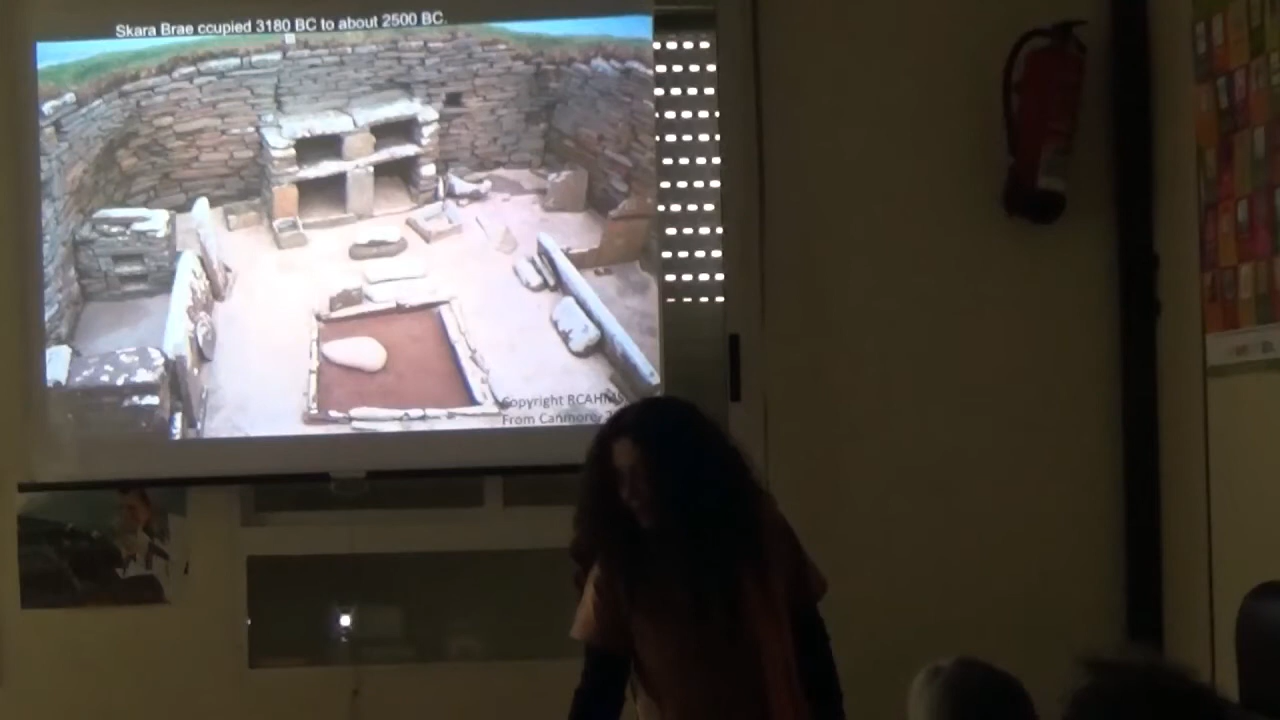 Skara Brae ccupied 3180 BC to about 2500 BC.
Copyright RCAHMS
From Canmore